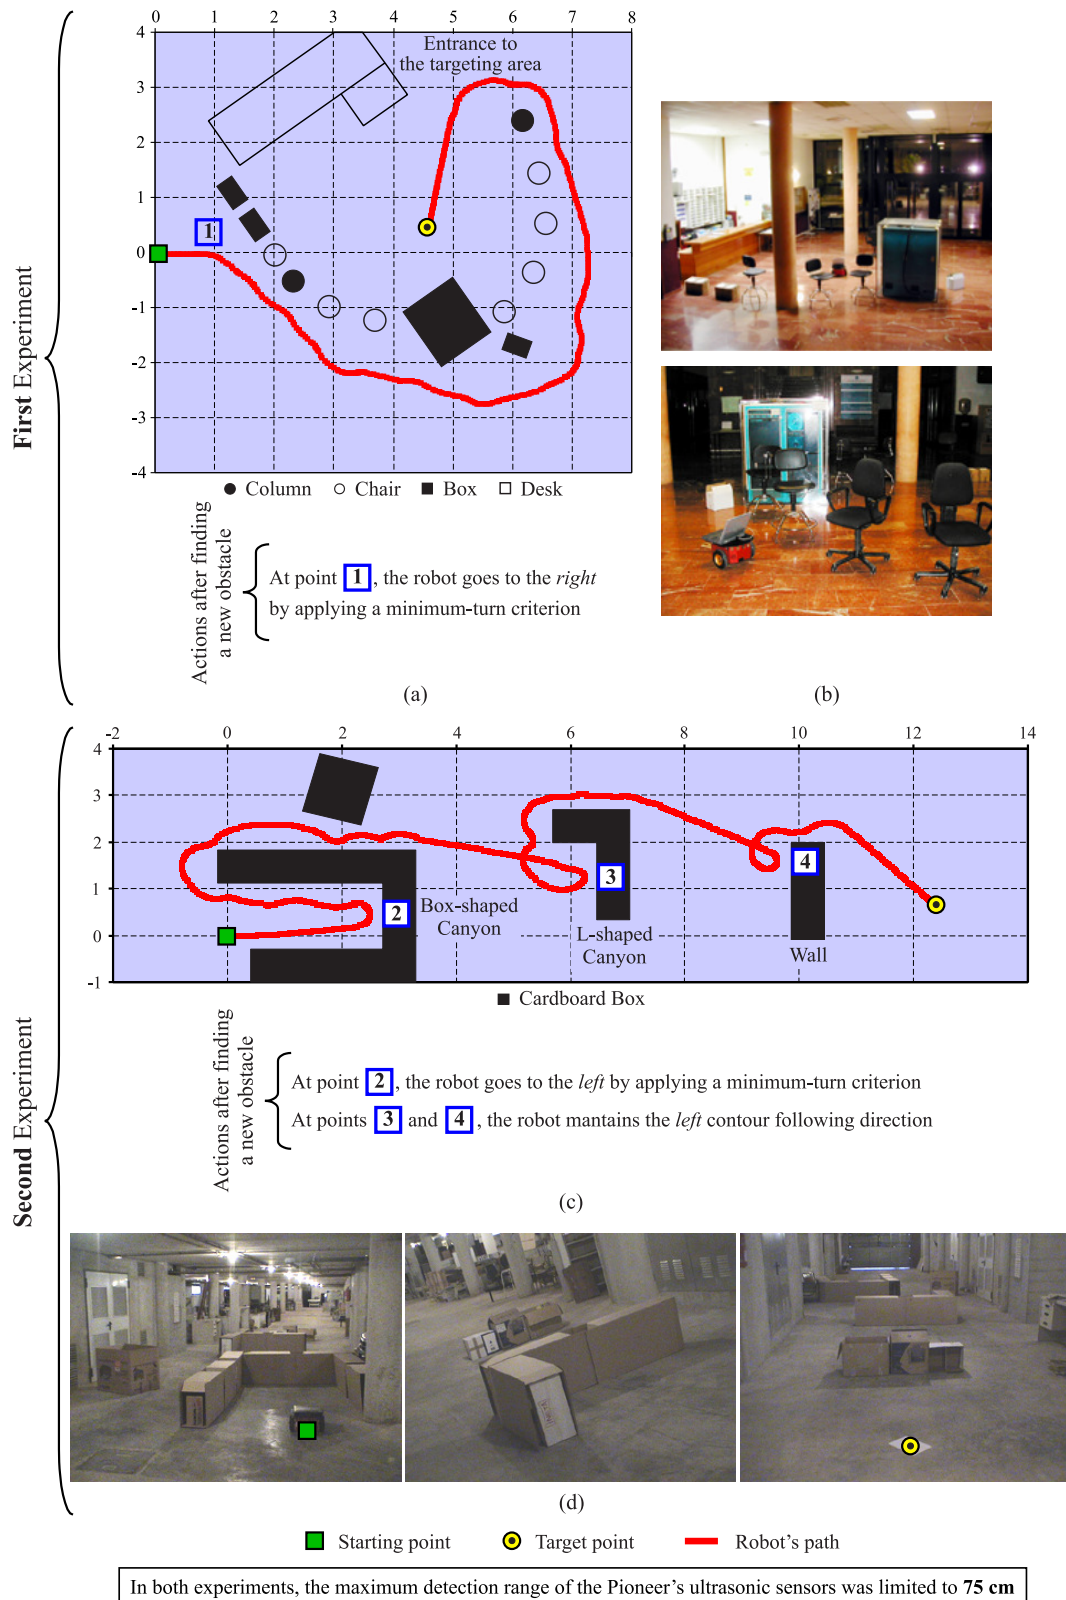 0 1 2 3 4 5 6 7 8
4
3
2
1
0
-1
-2
-3
-4
Entrance to
the targeting area
1
Column Chair Box Desk
First Experiment
Actions after finding
a new obstacle
At point 1, the robot goes to the right
by applying a minimum-turn criterion
(a)
(b)
-2 0 2 4 6 8 10 12 14
4
3
2
1
0
-1
2
Box-shaped
Canyon
3
L-shaped
Canyon
4
Wall
Cardboard Box
Second Experiment
Actions after finding
a new obstacle
At point 2, the robot goes to the left by applying a minimum-turn criterion
At points 3 and 4, the robot mantains the left contour following direction
(c)
(d)
Starting point Target point Robot's path
In both experiments, the maximum detection range of the Pioneer's ultrasonic sensors was limited to 75 cm